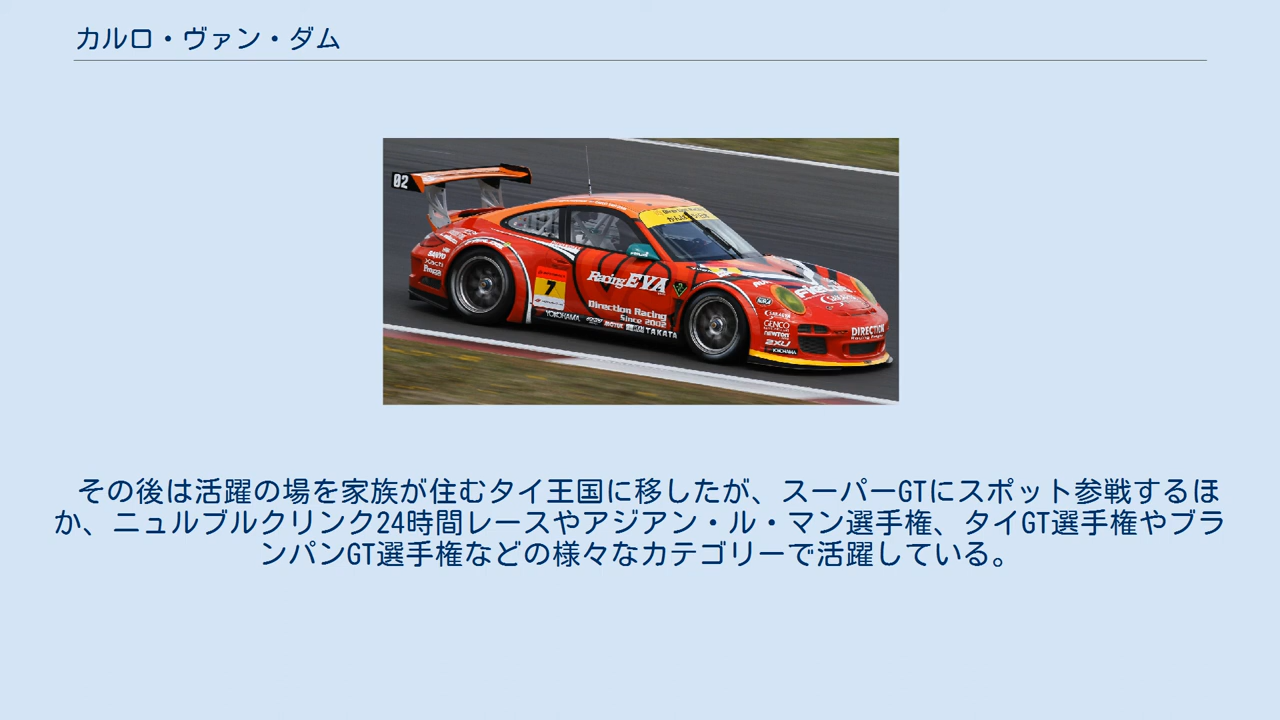 カルロ・ヴァン・ダム
02
Racing EVA
7
Direction Racing
Since 2002
YOKOHAMA
TAKATA
GENCO
NEWTON
2XU
YOKOHAMA
DIRECTION
その後は活躍の場を家族が住むタイ王国に移したが、スーパーGTにスポット参戦するほ
か、ニュルブルクリンク24時間レースやアジアン・ル・マン選手権、タイGT選手権やブラ
ンパンGT選手権などの様々なカテゴリーで活躍している。